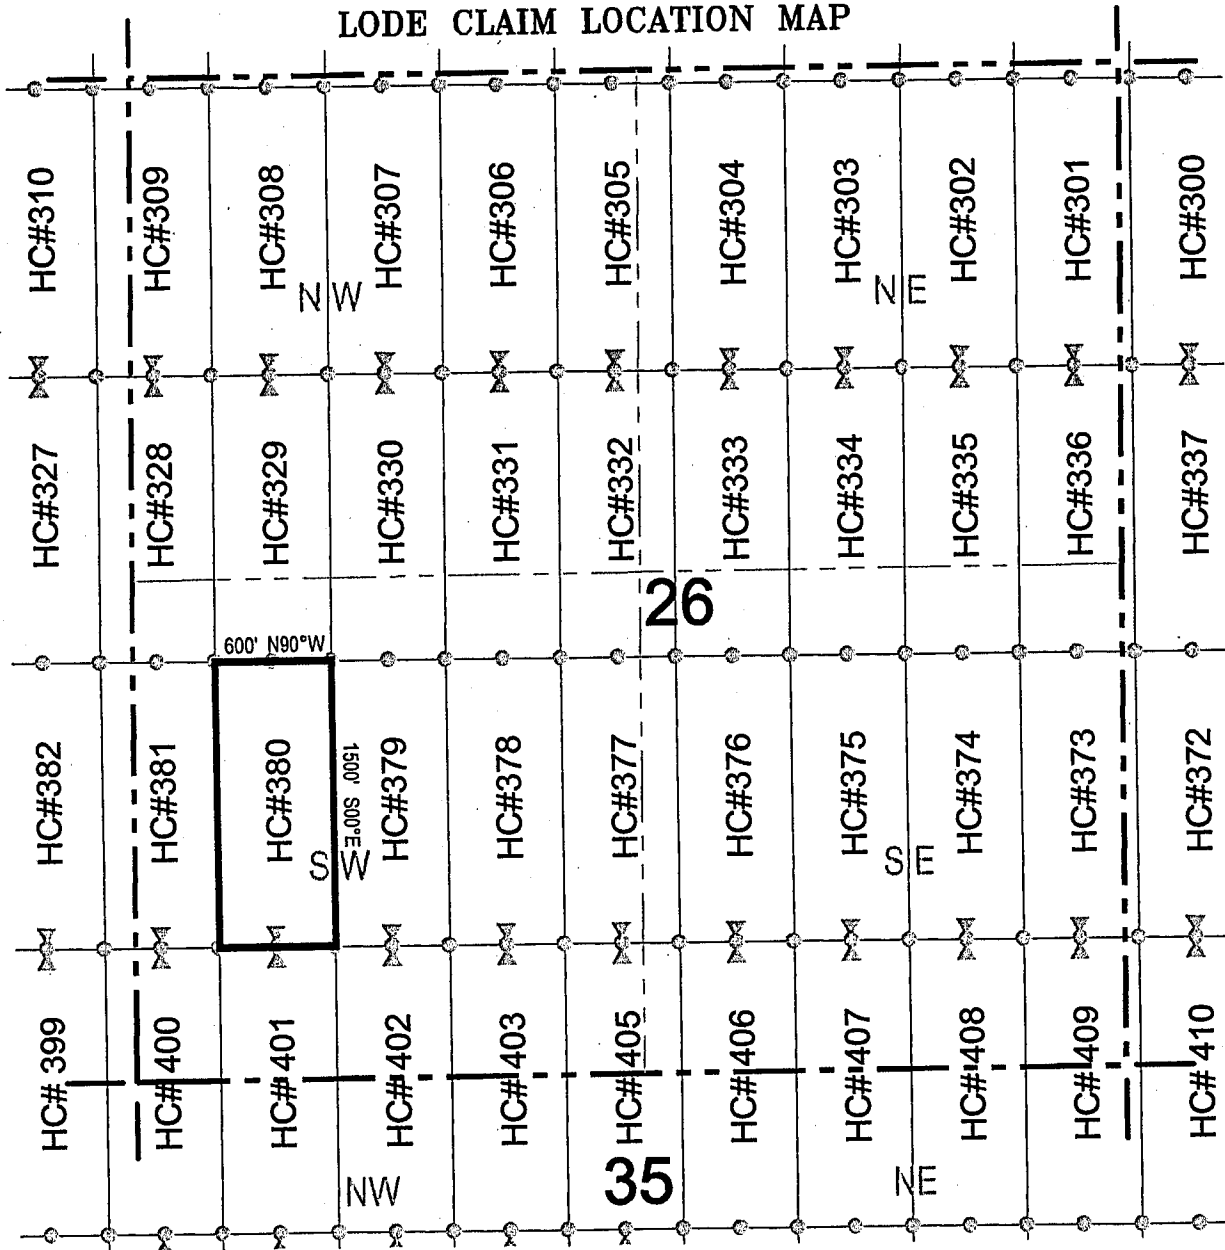 LODE CLAIM LOCATION MAP
HC#310
HC#309
HC#308
HC#307
HC#306
HC#305
HC#304
HC#303
HC#302
HC#301
HC#300
NW
NE
HC#327
HC#328
HC#329
HC#330
HC#331
HC#332
HC#333
HC#334
HC#335
HC#336
HC#337
26
600' N90°W
HC#382
HC#381
HC#380
1500' S00°E
HC#379
HC#378
HC#377
HC#376
HC#375
HC#374
HC#373
HC#372
SW
SE
HC# 399
HC# 400
HC# 401
HC# 402
HC# 403
HC# 405
HC# 406
HC# 407
HC# 408
HC# 409
HC# 410
NW
35
NE